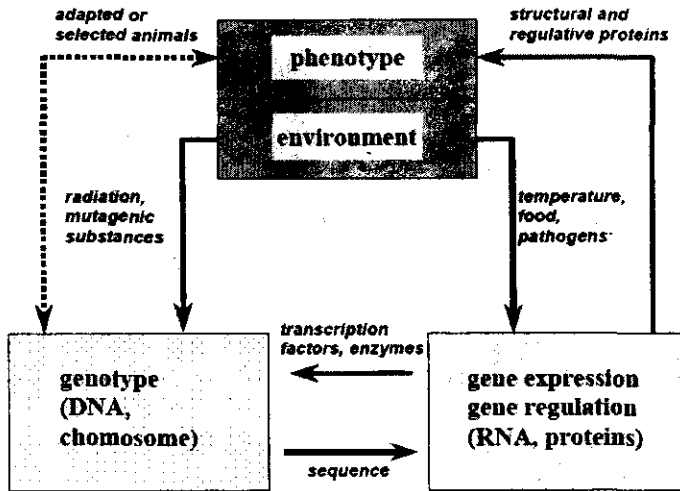 adapted or
selected animals
structural and
regulative proteins
phenotype
environment
radiation,
mutagenic
substances
temperature,
food,
pathogens
transcription
factors, enzymes
genotype
(DNA,
chomosome)
gene expression
gene regulation
(RNA, proteins)
sequence